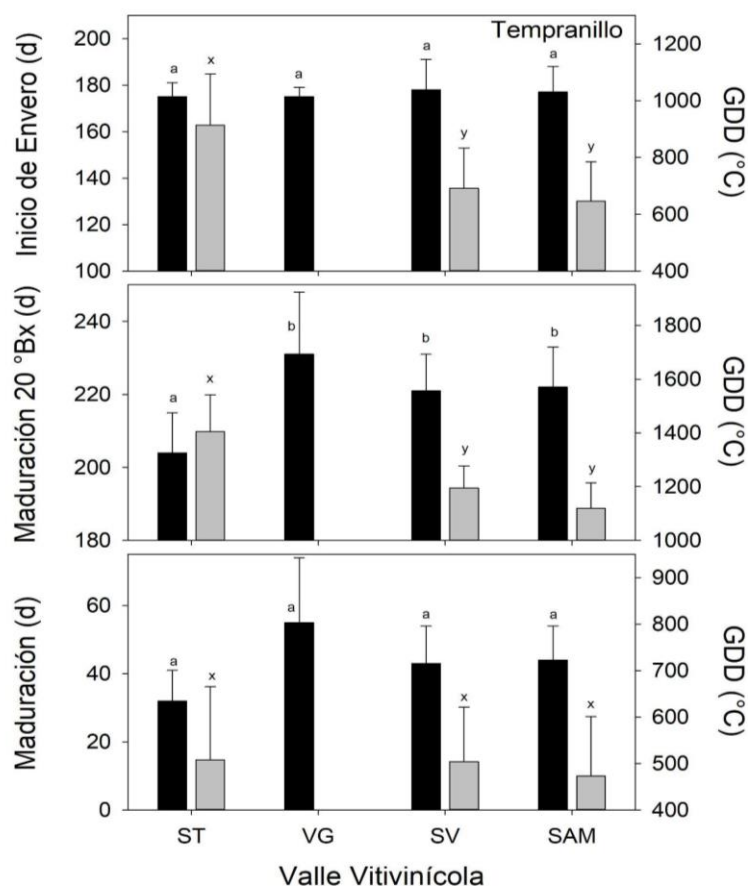 Tempranillo
Inicio de Envero (d)
200
180
160
140
120
100
a x a a y a y
1200
1000
800
600
400
GDD (°C)
Maduración 20 °Bx (d)
240
220
200
180
a x b b y b y
1800
1600
1400
1200
1000
GDD (°C)
Maduración (d)
60
40
20
0
a x a a x a x
900
800
700
600
500
400
GDD (°C)
ST VG SV SAM
Valle Vitivinícola